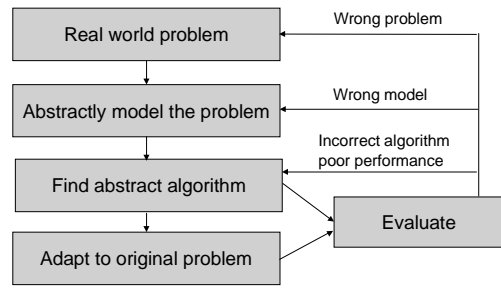 Real world problem
Wrong problem
Abstractly model the problem
Wrong model
Incorrect algorithm
poor performance
Find abstract algorithm
Evaluate
Adapt to original problem